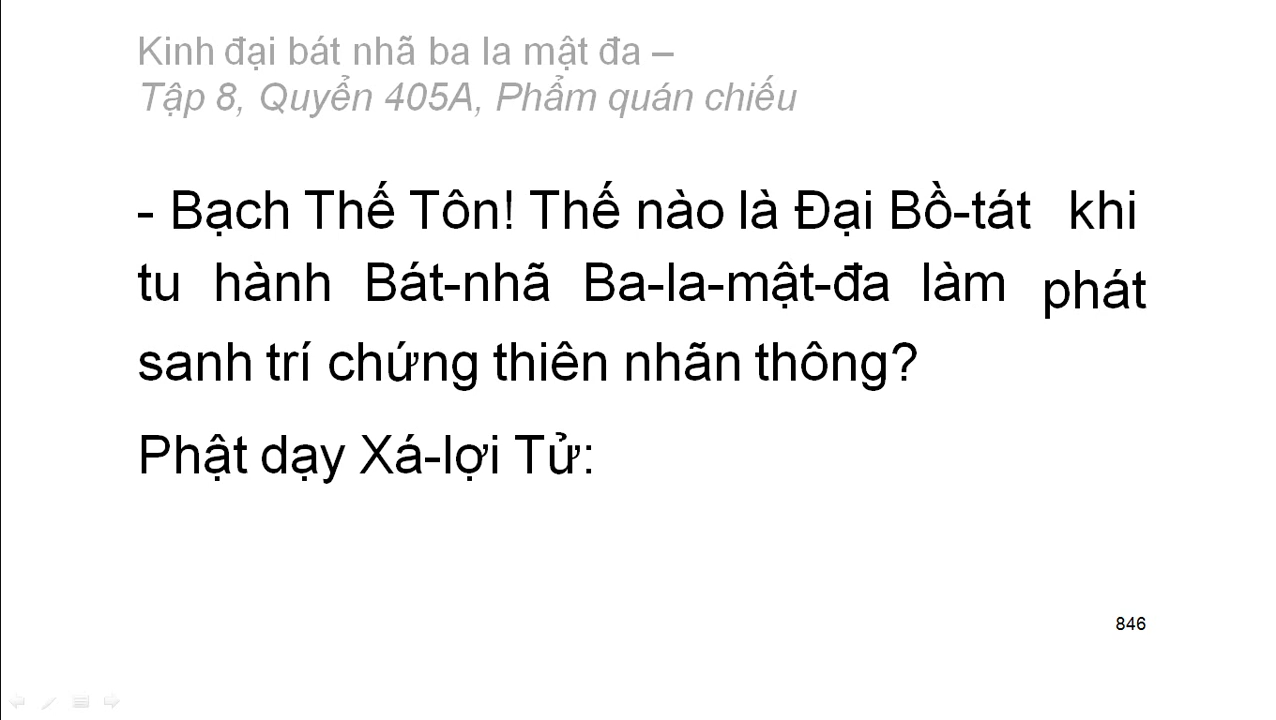 Kinh đại bát nhã ba la mật đa –
Tập 8, Quyển 405A, Phẩm quán chiếu
- Bạch Thế Tôn! Thế nào là Đại Bồ-tát khi
tu hành Bát-nhã Ba-la-mật-đa làm phát
sanh trí chứng thiên nhãn thông?
Phật dạy Xá-lợi Tử:
846